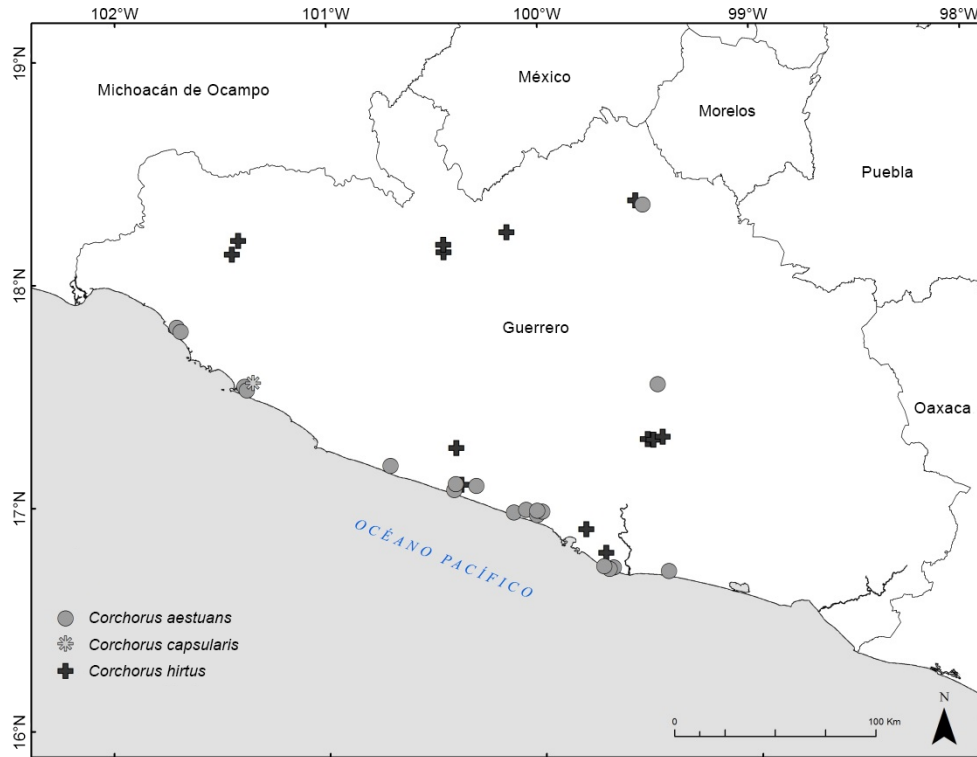 102°W 101°W 100°W 99°W 98°W
19°N
México
Michoacán de Ocampo
Morelos
Puebla
18°N
Guerrero
Oaxaca
17°N
OCÉANO PACÍFICO
Corchorus aestuans
Corchorus capsularis
Corchorus hirtus
N
0 100 Km
16°N